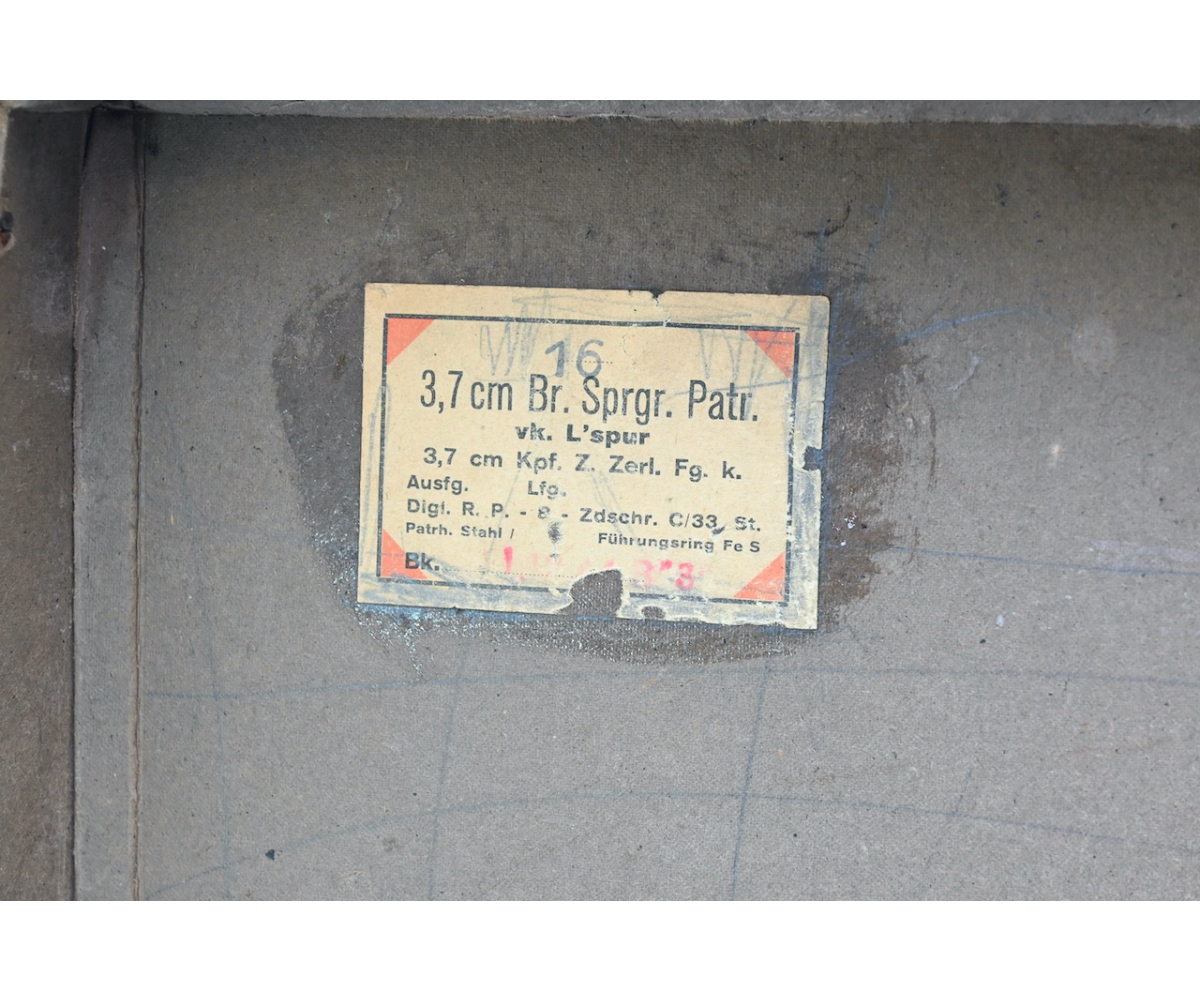 16
3,7 cm Br. Sprgr. Patr.
vk. L'spur
3,7 cm Kpf. Z. Zerl. Fg. k.
Ausfg. Lfg.
Digl. R. P. - 8 - Zdschr. C/33, St.
Patrh. Stahl / Führungsring Fe S
Bk.